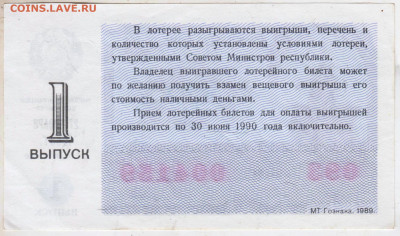 COINS.LAVE.RU
В лотерее разыгрываются выигрыши, перечень и
количество которых установлены условиями лотереи,
утвержденными Советом Министров республики.
Владелец выигравшего лотерейного билета может
по желанию получить взамен вещевого выигрыша его
стоимость наличными деньгами.
Прием лотерейных билетов для оплаты выигрышей
производится по 30 июня 1990 года включительно.
1
ВЫПУСК
МТ Гознака. 1989.